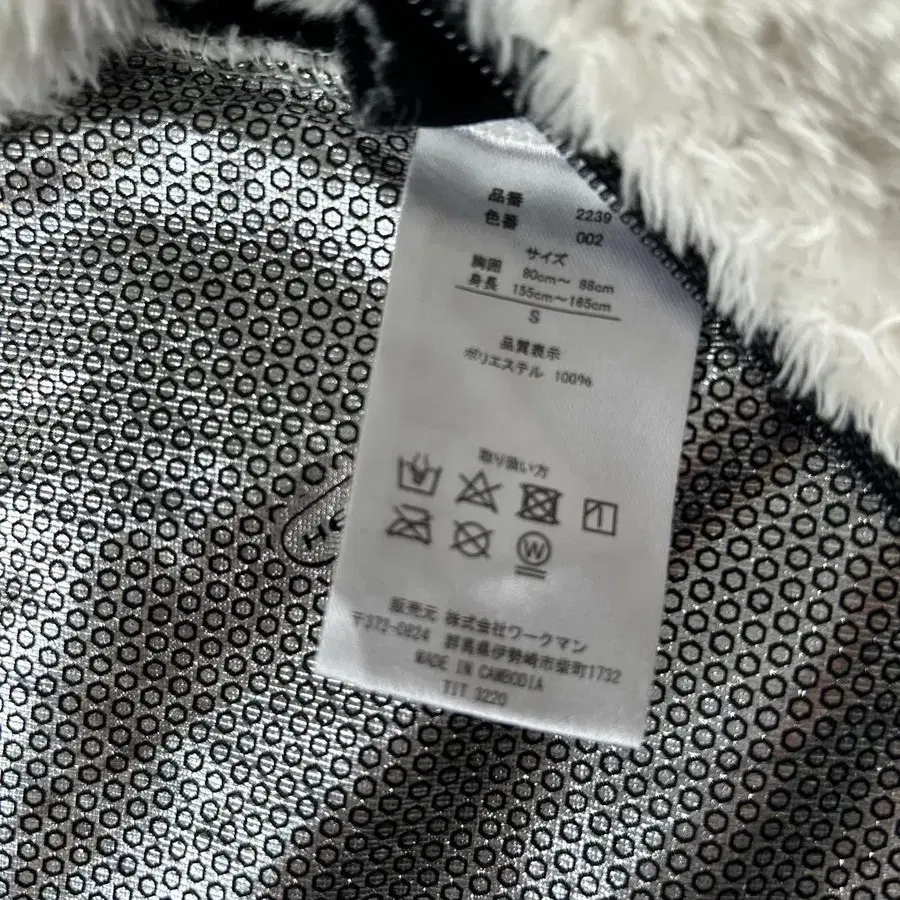 品番 2239
色番 002
サイズ
胸囲 80cm〜 88cm
身長 155cm〜165cm
S
品質表示
ポリエステル 100%
取り扱い方
W
販売元 株式会社ワークマン
〒372-0824 群馬県伊勢崎市柴町1732
MADE IN CAMBODIA
TIT 3220